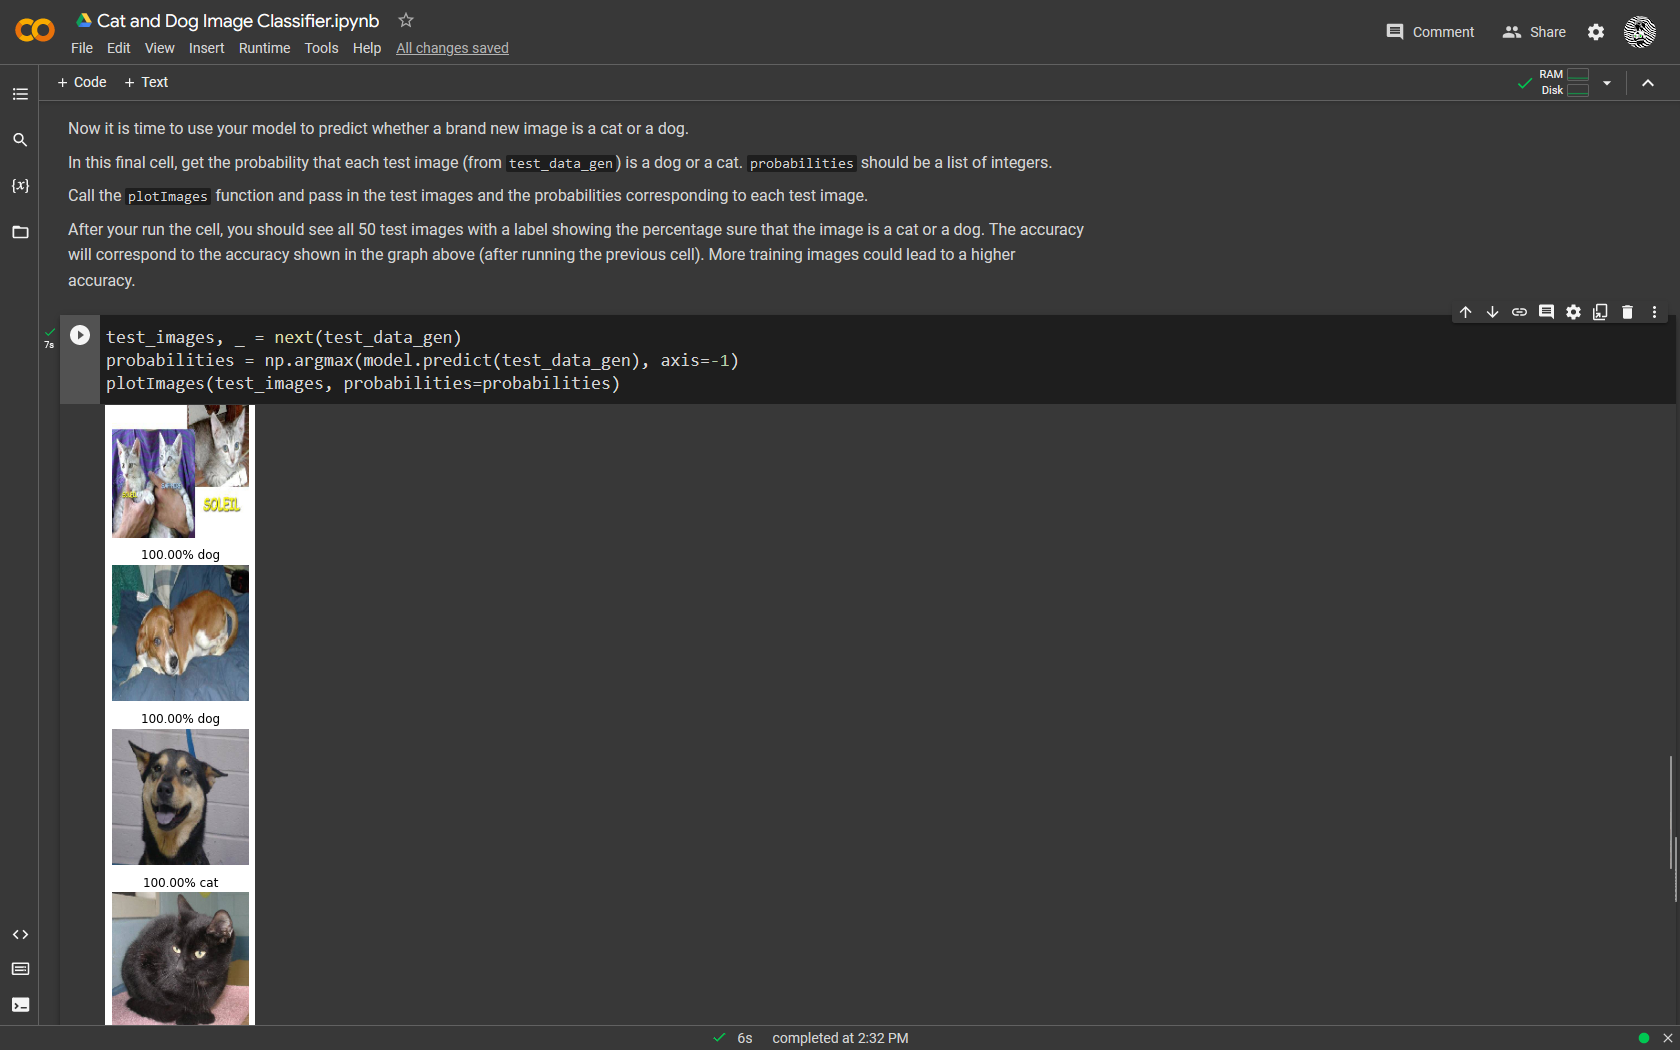 Cat and Dog Image Classifier.ipynb
File Edit View Insert Runtime Tools Help All changes saved
Comment Share
+ Code + Text
RAM
Disk
Now it is time to use your model to predict whether a brand new image is a cat or a dog.
In this final cell, get the probability that each test image (from test_data_gen) is a dog or a cat. probabilities should be a list of integers.
Call the plotImages function and pass in the test images and the probabilities corresponding to each test image.
After your run the cell, you should see all 50 test images with a label showing the percentage sure that the image is a cat or a dog. The accuracy
will correspond to the accuracy shown in the graph above (after running the previous cell). More training images could lead to a higher
accuracy.
7s
test_images, _ = next(test_data_gen)
probabilities = np.argmax(model.predict(test_data_gen), axis=-1)
plotImages(test_images, probabilities=probabilities)
SOLEIL
100.00% dog
100.00% dog
100.00% cat
6s completed at 2:32 PM